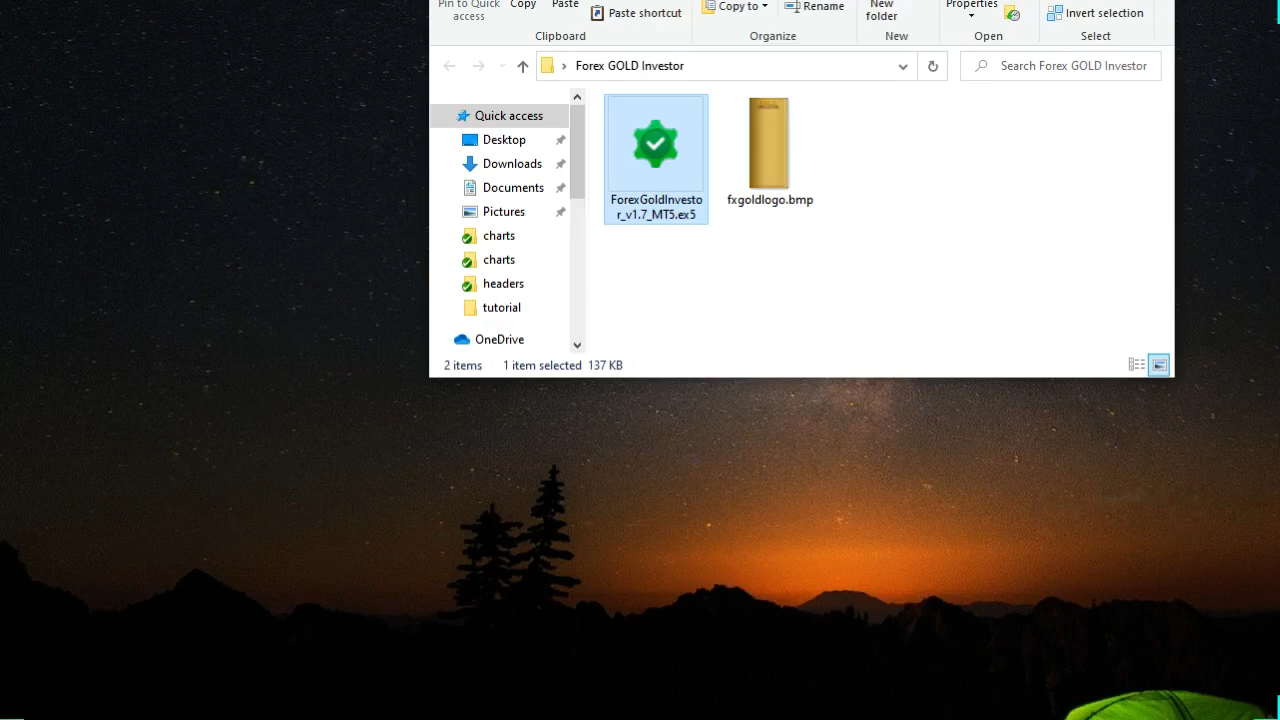 Pin to Quick
access
Copy
Paste
Paste shortcut
Copy to
Rename
New
folder
Properties
Invert selection
Clipboard
Organize
New
Open
Select
Forex GOLD Investor
Search Forex GOLD Investor
Quick access
Desktop
Downloads
Documents
Pictures
charts
charts
headers
tutorial
OneDrive
ForexGoldInvesto
r_v1.7_MT5.ex5
fxgoldlogo.bmp
2 items
1 item selected
137 KB